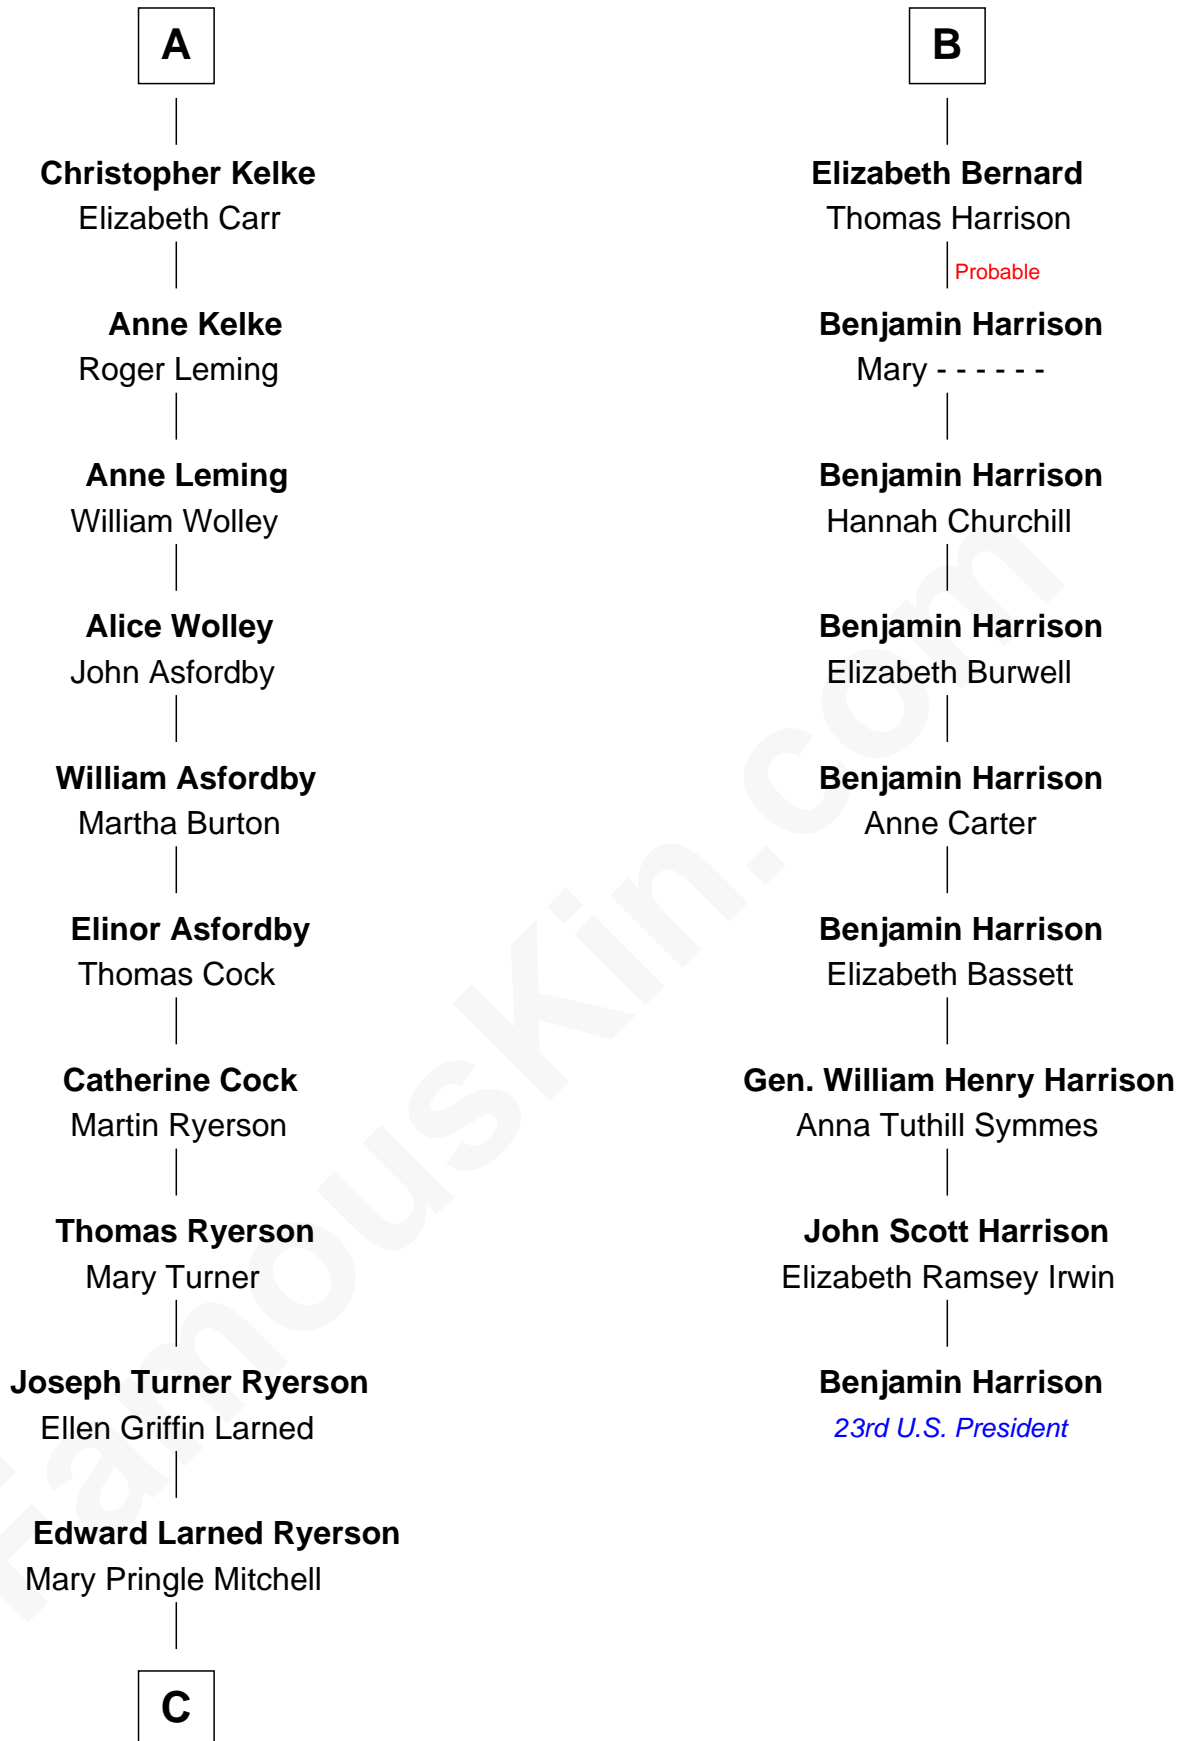 A
Christopher Kelke
Elizabeth Carr
Anne Kelke
Roger Leming
Anne Leming
William Wolley
Alice Wolley
John Asfordby
William Asfordby
Martha Burton
Elinor Asfordby
Thomas Cock
Catherine Cock
Martin Ryerson
Thomas Ryerson
Mary Turner
Joseph Turner Ryerson
Ellen Griffin Larned
Edward Larned Ryerson
Mary Pringle Mitchell
C
B
Elizabeth Bernard
Thomas Harrison
Probable
Benjamin Harrison
Mary - - - - - -
Benjamin Harrison
Hannah Churchill
Benjamin Harrison
Elizabeth Burwell
Benjamin Harrison
Anne Carter
Benjamin Harrison
Elizabeth Bassett
Gen. William Henry Harrison
Anna Tuthill Symmes
John Scott Harrison
Elizabeth Ramsey Irwin
Benjamin Harrison
23rd U.S. President
FamousKin.com